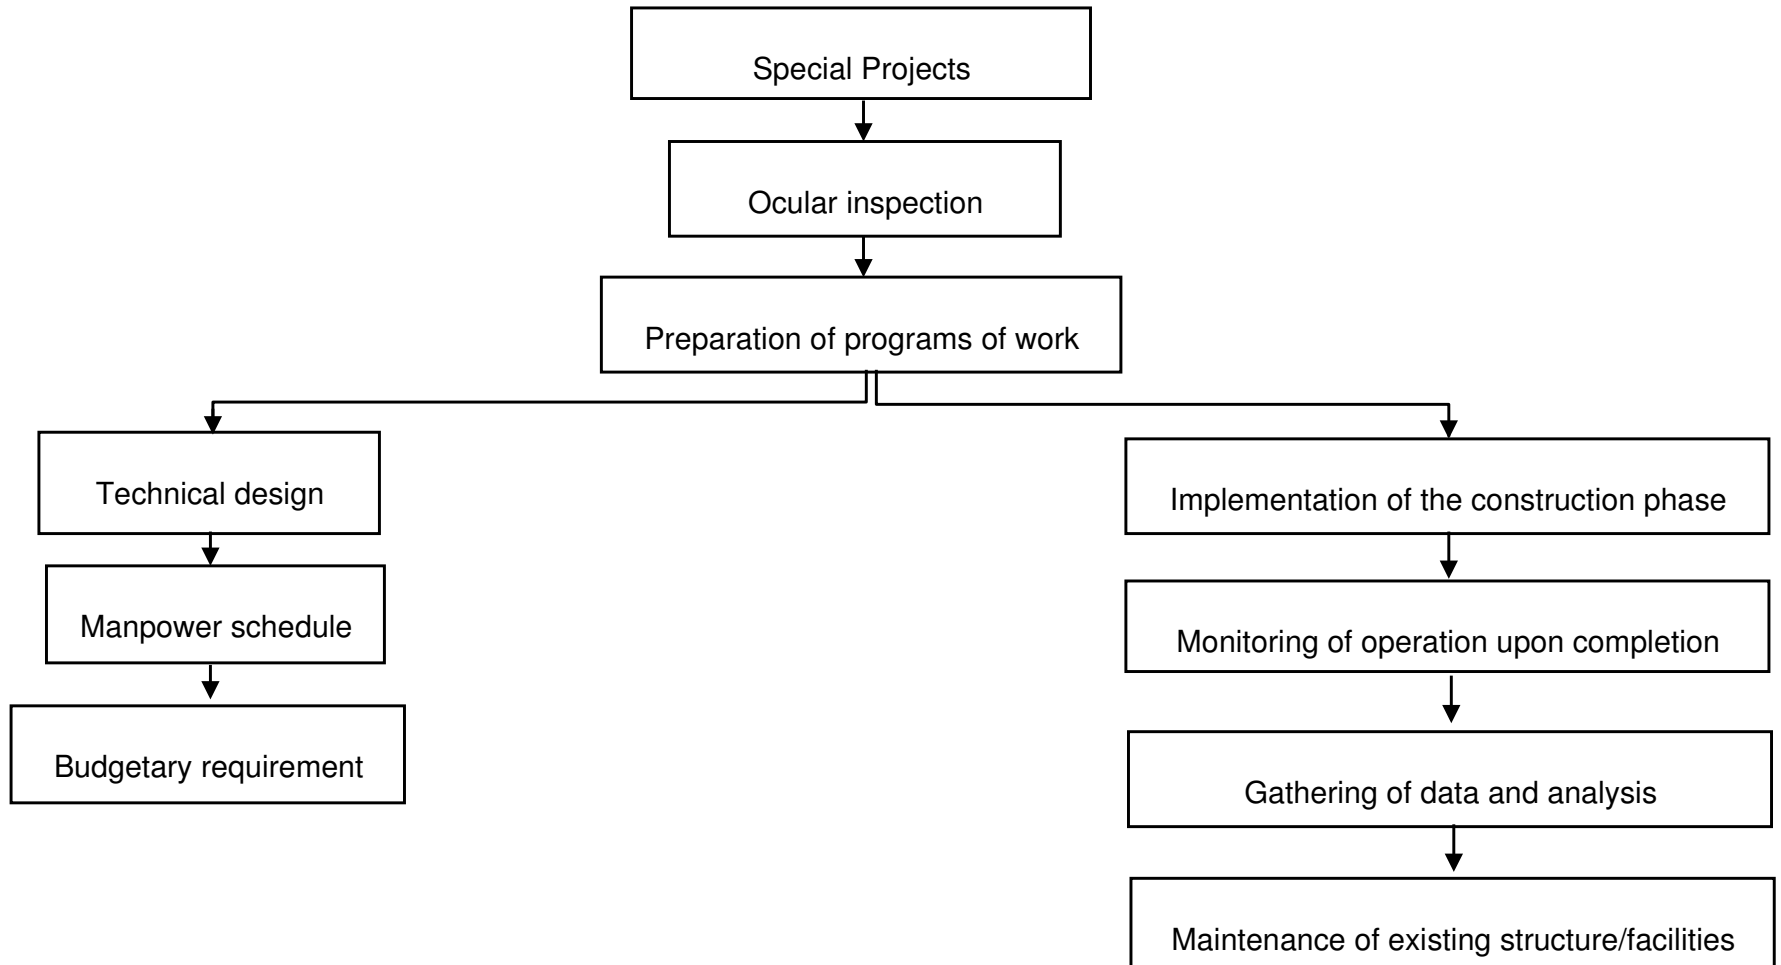 Special Projects
Ocular inspection
Preparation of programs of work
Technical design
Manpower schedule
Budgetary requirement
Implementation of the construction phase
Monitoring of operation upon completion
Gathering of data and analysis
Maintenance of existing structure/facilities